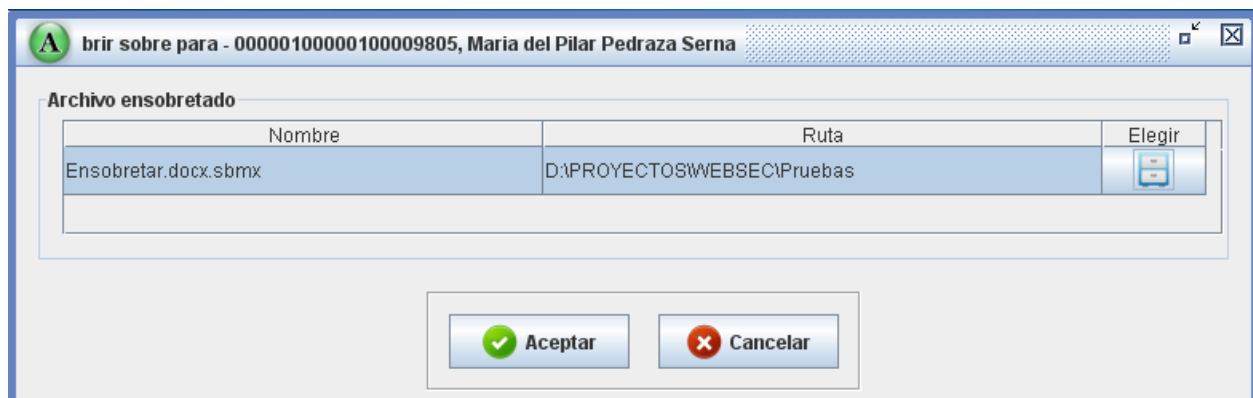 A brir sobre para - 00000100000100009805, Maria del Pilar Pedraza Serna
Archivo ensobretado
Nombre Ruta Elegir
Ensobretar.docx.sbmx D:\PROYECTOS\WEBSEC\Pruebas
Aceptar Cancelar